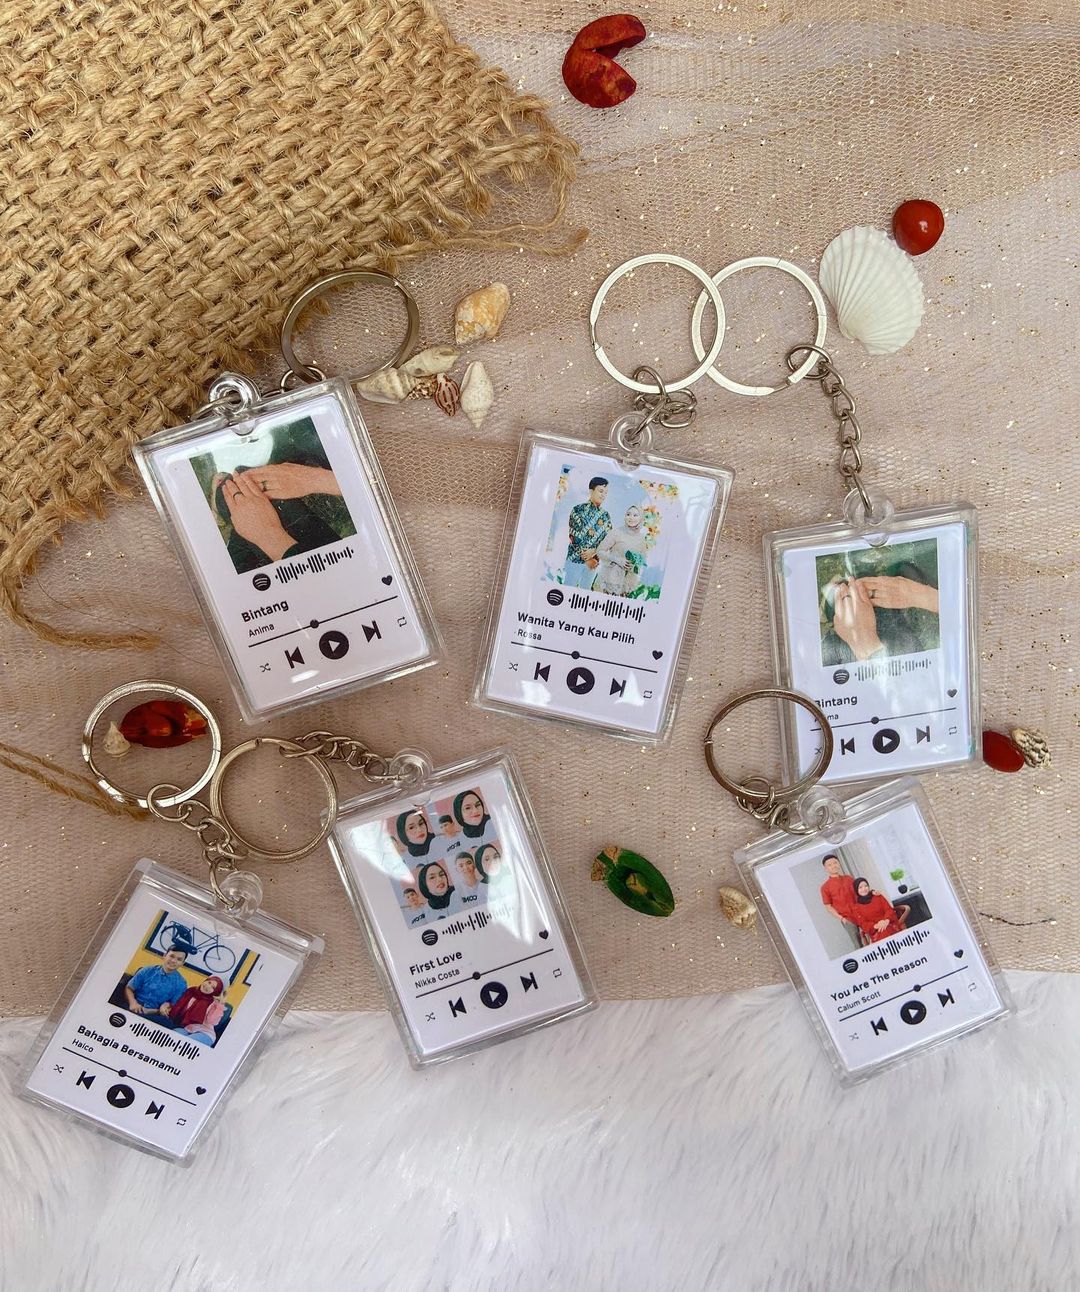 Bintang
Anima
Wanita Yang Kau Pilih
Rossa
Bintang
Anima
First Love
Nikka Costa
You Are The Reason
Calum Scott
Bahagia Bersamamu
Haico